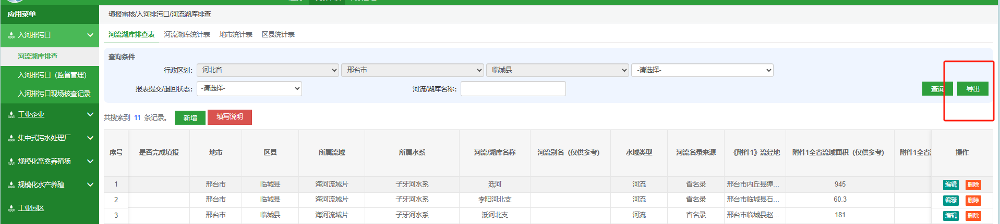 应用菜单
填报审核/入河排污口/河流湖库排查
入河排污口
河流湖库排查
入河排污口（监督管理）
入河排污口现场核查记录
工业企业
集中式污水处理厂
规模化畜禽养殖场
规模化水产养殖
工业园区
河流湖库排查表 河流湖库统计表 地市统计表 区县统计表
查询条件
行政区划： 河北省 邢台市 临城县 -请选择-
报表提交/退回状态： -请选择- 河流/湖库名称： 查询 导出
共搜索到 11 条记录。 新增 填写说明
序号 是否完成填报 地市 区县 所属流域 所属水系 河流/湖库名称 河流别名（仅供参考） 水域类型 河流名录来源 《附件1》流经地 附件1全省流域面积（仅供参考） 附件1全省 操作
1 邢台市 临城县 海河流域片 子牙河水系 泜河 河流 省名录 邢台市内丘县獐... 945 编辑 删除
2 邢台市 临城县 海河流域片 子牙河水系 李阳河北支 河流 省名录 邢台市临城县石... 60.3 编辑 删除
3 邢台市 临城县 海河流域片 子牙河水系 泜河北支 河流 省名录 邢台市临城县赵... 181 编辑 删除